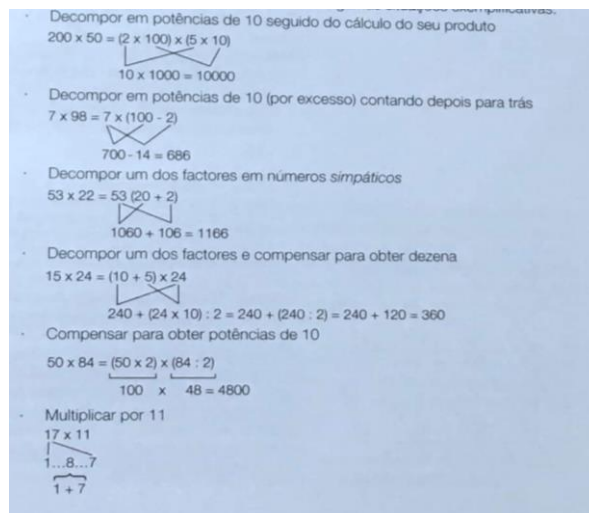 Decompor em potências de 10 seguido do cálculo do seu produto
200 x 50 = (2 x 100) x (5 x 10)
10 x 1000 = 10000
Decompor em potências de 10 (por excesso) contando depois para trás
7 x 98 = 7 x (100 - 2)
700 - 14 = 686
Decompor um dos factores em números simpáticos
53 x 22 = 53 (20 + 2)
1060 + 106 = 1166
Decompor um dos factores e compensar para obter dezena
15 x 24 = (10 + 5) x 24
240 + (24 x 10) : 2 = 240 + (240 : 2) = 240 + 120 = 360
Compensar para obter potências de 10
50 x 84 = (50 x 2) x (84 : 2)
100 x 48 = 4800
Multiplicar por 11
17 x 11
1...8...7
1 + 7